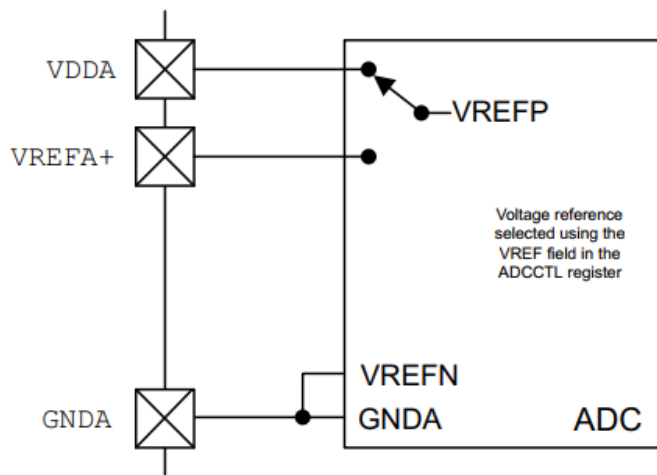 VDDA
VREFP
VREFA+
Voltage reference
selected using the
VREF field in the
ADCCTL register
VREFN
GNDA
GNDA
ADC